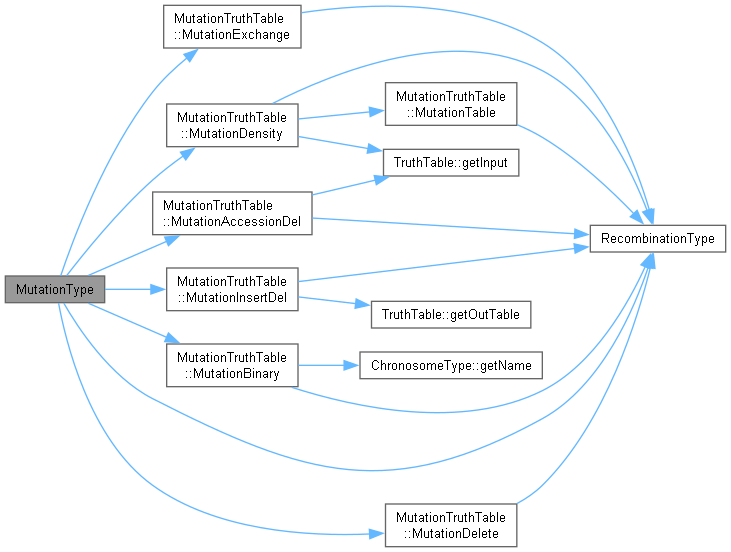 MutationTruthTable
::MutationExchange
MutationTruthTable
::MutationDensity
MutationTruthTable
::MutationTable
TruthTable::getInput
MutationTruthTable
::MutationAccessionDel
RecombinationType
MutationType
MutationTruthTable
::MutationInsertDel
TruthTable::getOutTable
MutationTruthTable
::MutationBinary
ChronosomeType::getName
MutationTruthTable
::MutationDelete